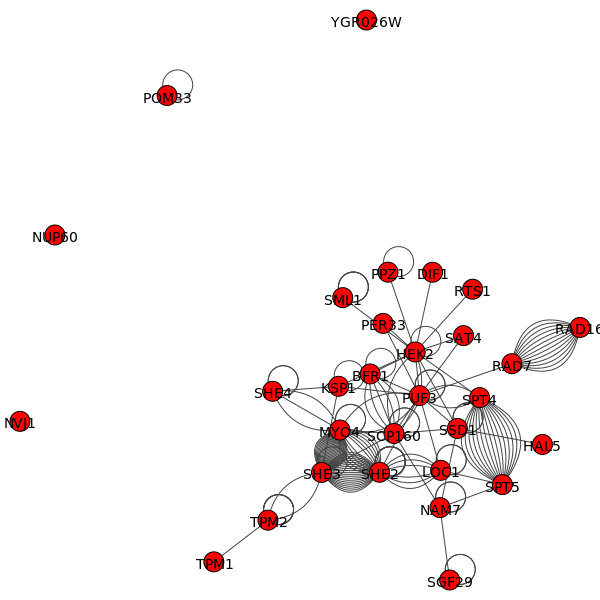 YGR026W
POM33
NUP60
PPZ1
DIF1
RTS1
SML1
PER33
RAD16
SAT4
HEK2
RAD7
BFR1
KSP1
SHE4
PUF3
SPT4
NVJ1
MYO4
SCP160
SSD1
HAL5
SHE3
SHE2
LOC1
SPT5
NAM7
TPM2
TPM1
SGF29